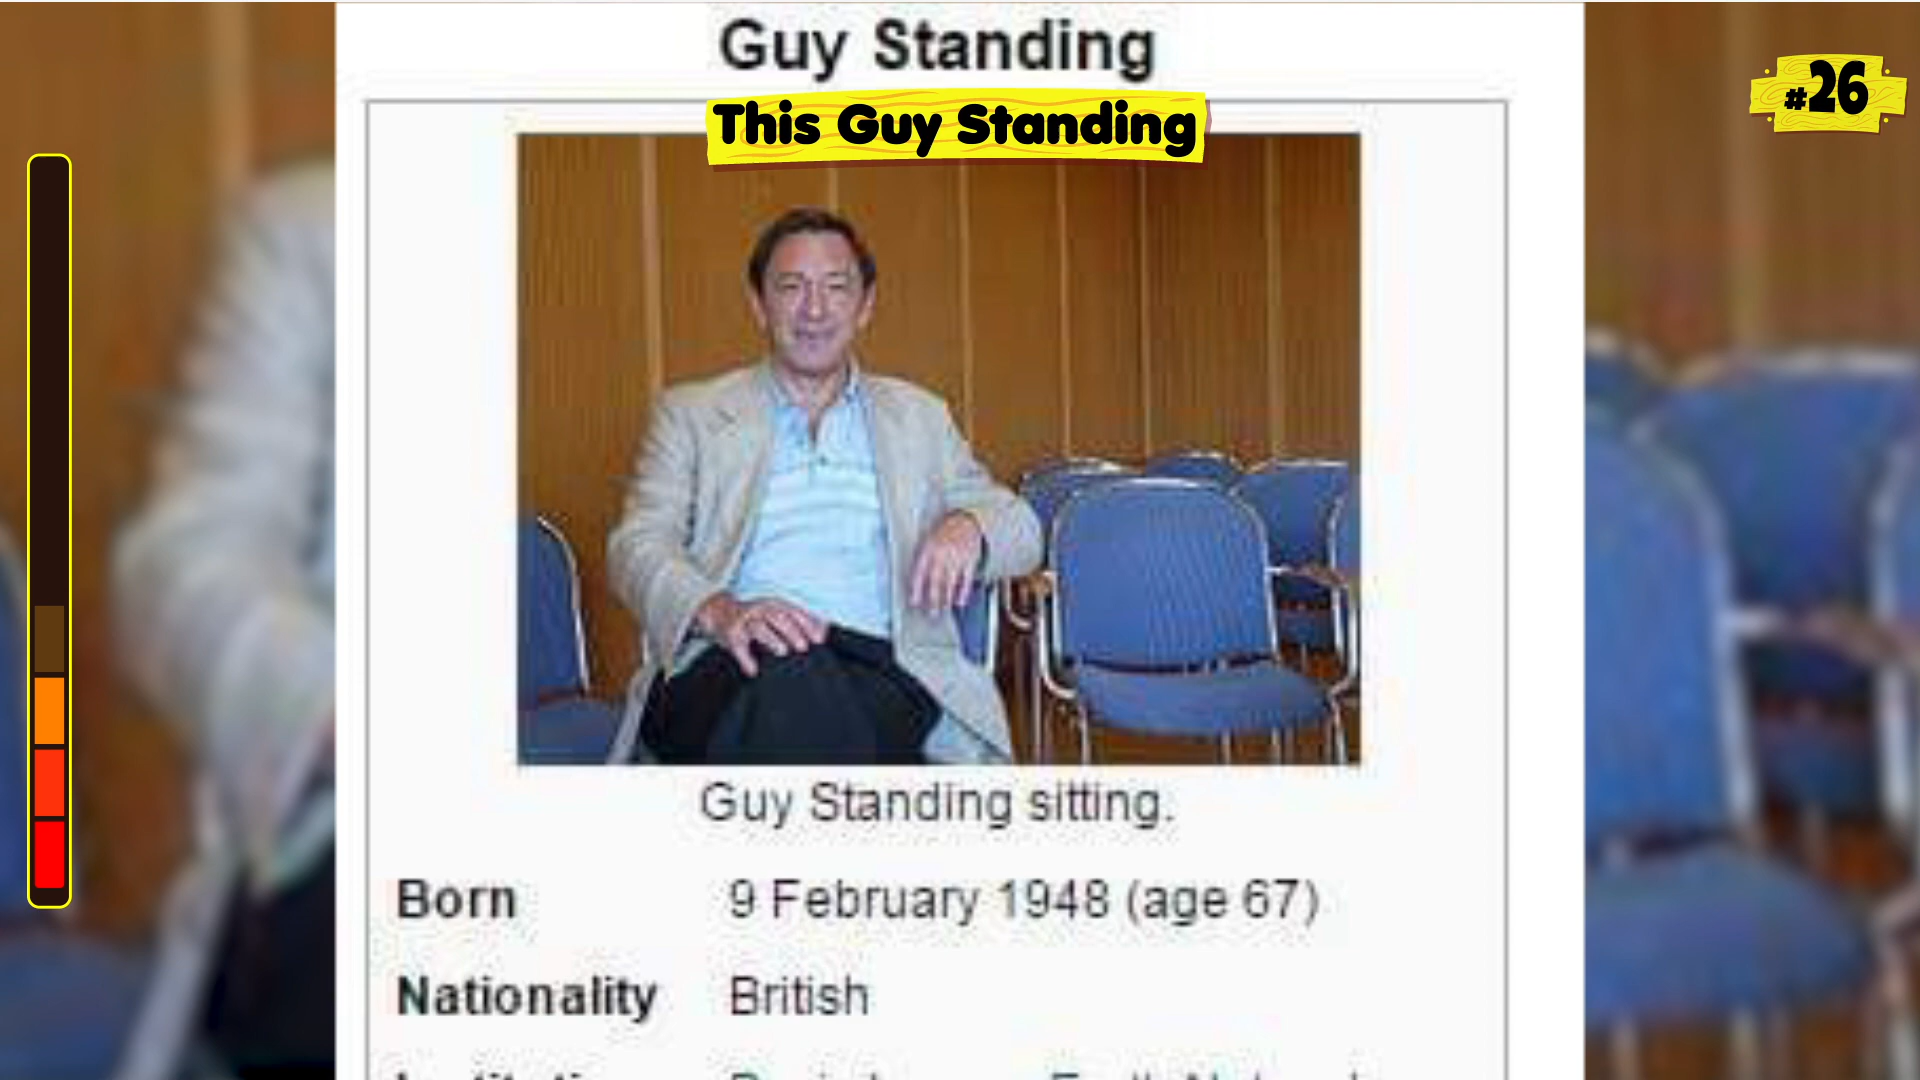 Guy Standing
This Guy Standing
#26
Guy Standing sitting.
Born 9 February 1948 (age 67)
Nationality British